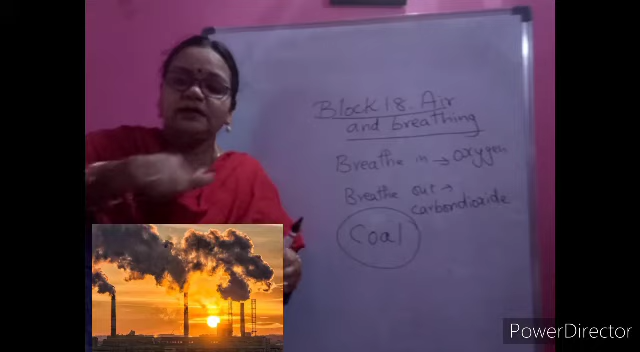 Block 18. Air
and breathing
Breathe in → oxygen
Breathe out →
carbondioxide
Coal
PowerDirector